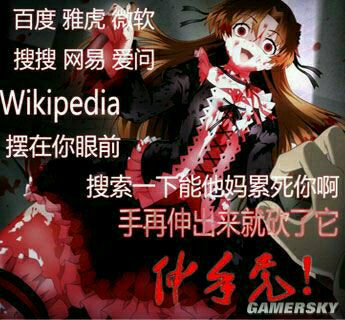 百度 雅虎 微软
搜搜 网易 爱问
Wikipedia
摆在你眼前
搜索一下能他妈累死你啊
手再伸出来就砍了它
伸手党!
GAMERSKY